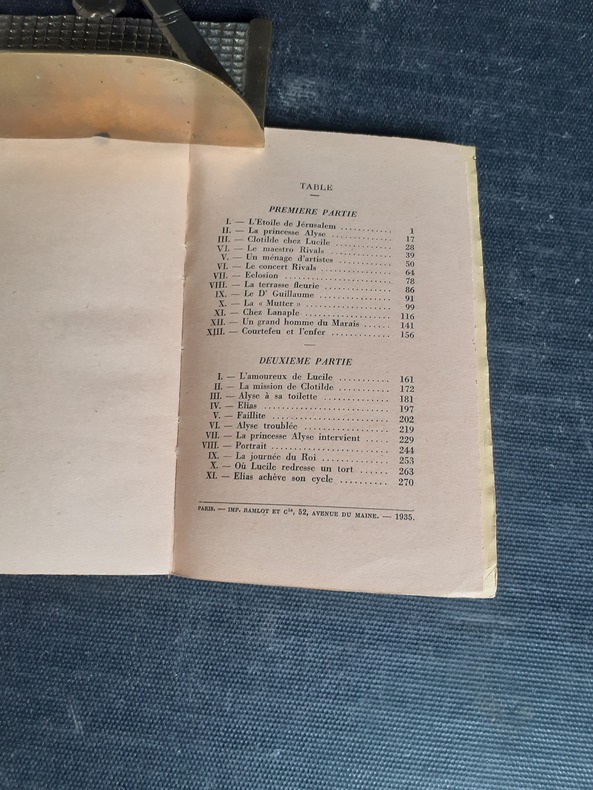 TABLE
PREMIERE PARTIE
I. — L'Etoile de Jérusalem ............ 1
II. — La princesse Alyse ............ 17
III. — Clotilde chez Lucile ............ 28
VI. — Le maestro Rivals ............ 39
V. — Un ménage d'artistes ............ 50
VI. — Le concert Rivals ............ 64
VII. — Eclosion ............ 78
VIII. — La terrasse fleurie ............ 86
IX. — Le Dr Guillaume ............ 91
X. — La « Mutter » ............ 99
XI. — Chez Lanaple ............ 116
XII. — Un grand homme du Marais ...... 141
XIII. — Courtefeu et l'enfer ............ 156
DEUXIEME PARTIE
I. — L'amoureux de Lucile ............ 161
II. — La mission de Clotilde ............ 172
III. — Alyse à sa toilette ............ 181
IV. — Elias ............ 197
V. — Faillite ............ 202
VI. — Alyse troublée ............ 219
VII. — La princesse Alyse intervient .... 229
VIII. — Portrait ............ 244
IX. — La journée du Roi ............ 253
X. — Où Lucile redresse un tort ........ 263
XI. — Elias achève son cycle .......... 270
PARIS. — IMP. RAMLOT ET Cie, 52, AVENUE DU MAINE. — 1935.